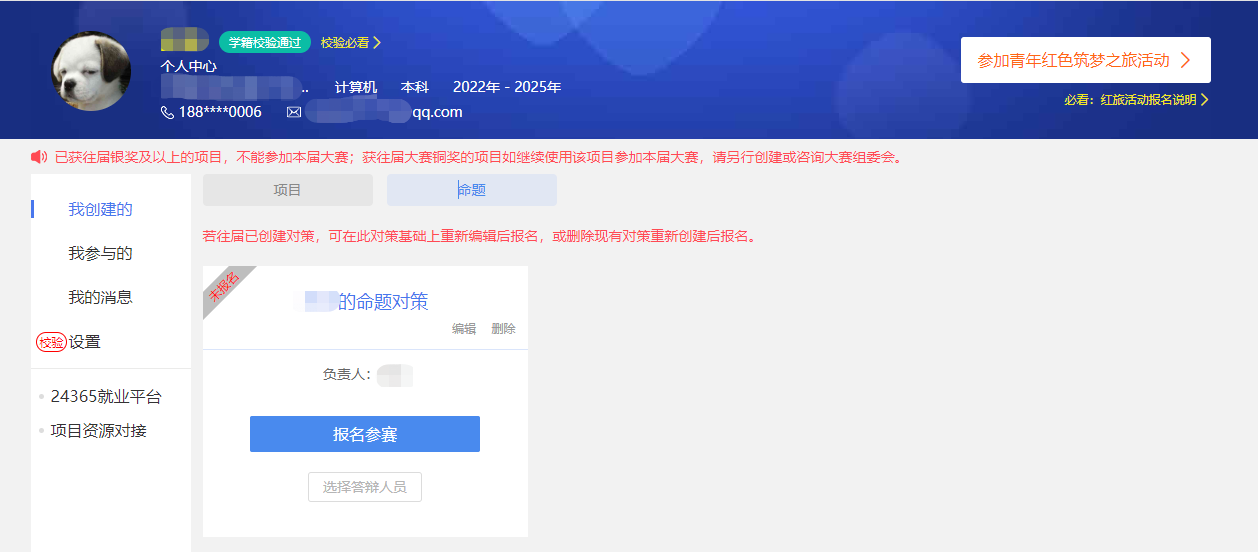 学籍校验通过 校验必看
个人中心
.. 计算机 本科 2022年 - 2025年
188****0006 qq.com
参加青年红色筑梦之旅活动
必看：红旅活动报名说明
已获往届银奖及以上的项目，不能参加本届大赛；获往届大赛铜奖的项目如继续使用该项目参加本届大赛，请另行创建或咨询大赛组委会。
我创建的
我参与的
我的消息
校验 设置
24365就业平台
项目资源对接
项目 命题
若往届已创建对策，可在此对策基础上重新编辑后报名，或删除现有对策重新创建后报名。
未报名
的命题对策
编辑 删除
负责人：
报名参赛
选择答辩人员